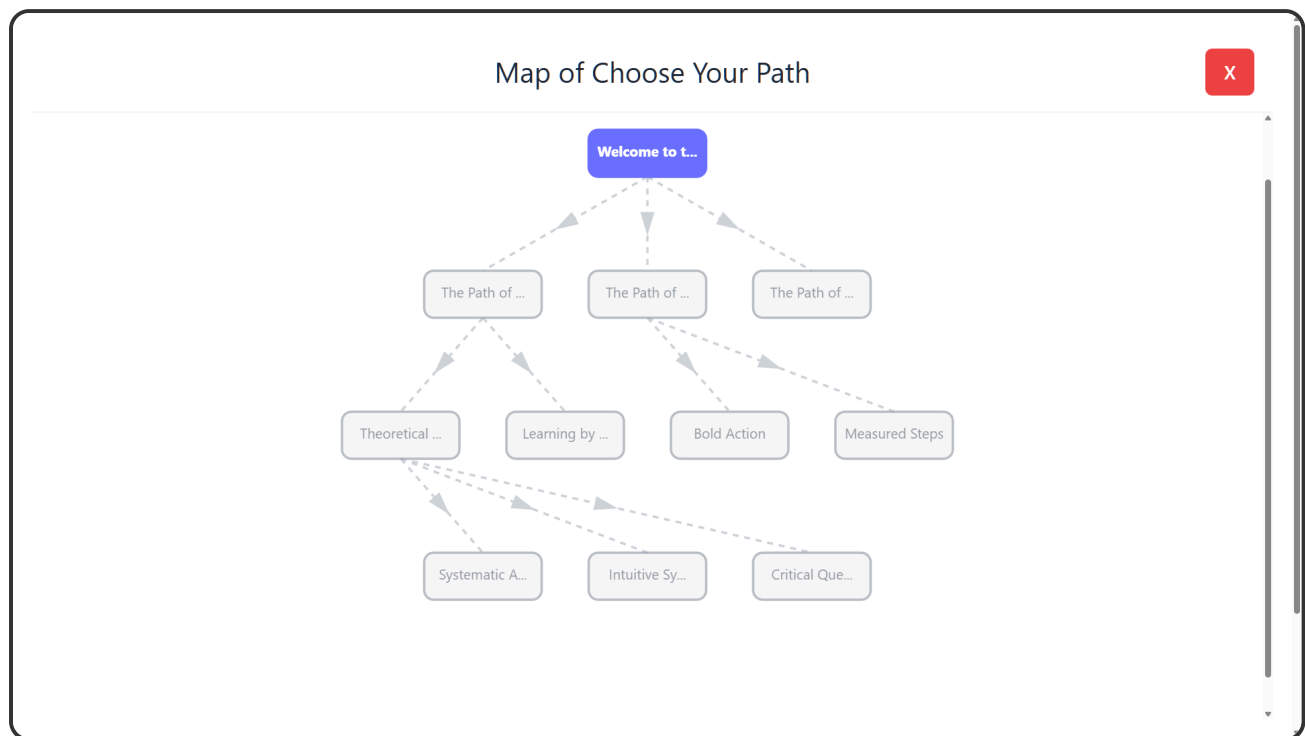 Map of Choose Your Path
X
Welcome to t...
The Path of ...
The Path of ...
The Path of ...
Theoretical ...
Learning by ...
Bold Action
Measured Steps
Systematic A...
Intuitive Sy...
Critical Que...